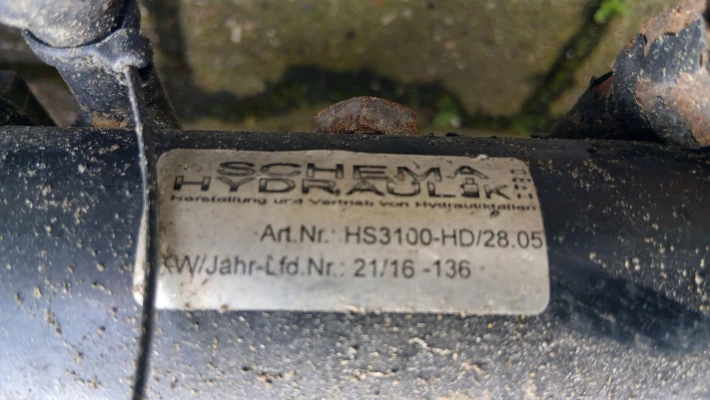 SCHEMA
HYDRAULIK
GmbH
Herstellung und Vertrieb von Hydraulikteilen
Art.Nr.: HS3100-HD/28.05
KW/Jahr-Lfd.Nr.: 21/16 -136